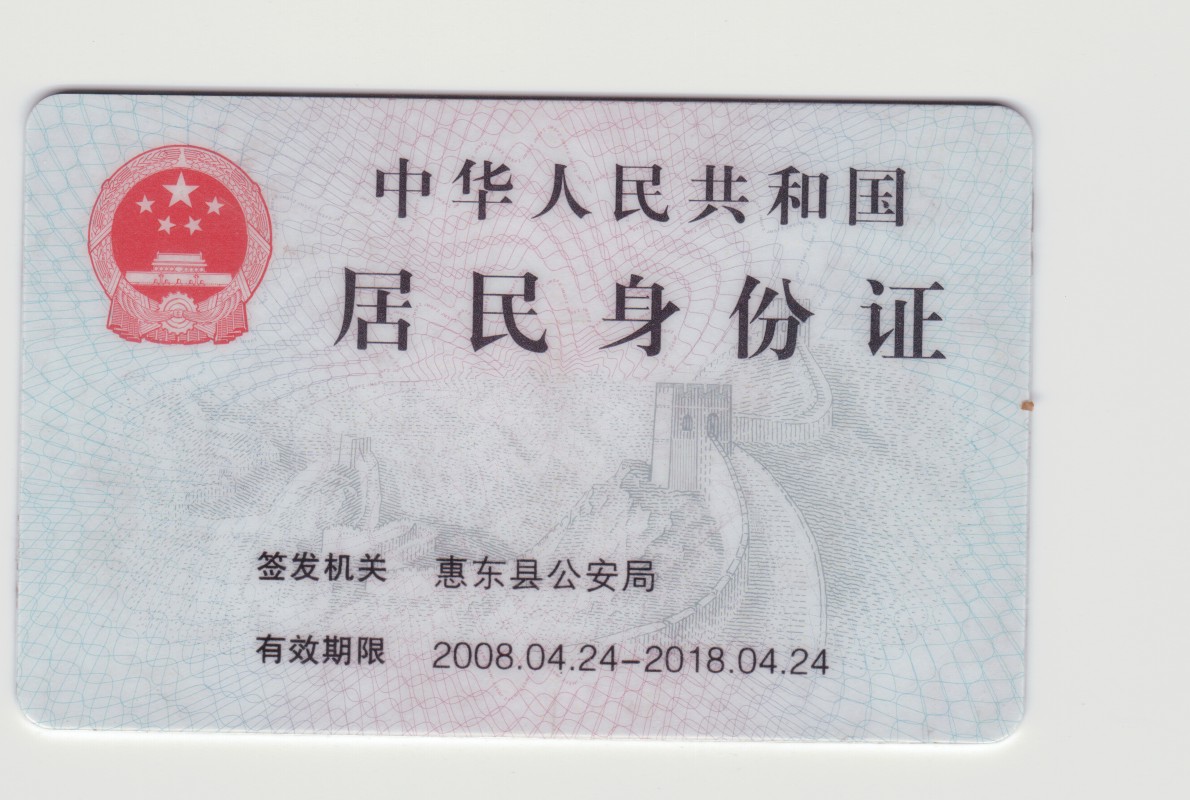 中华人民共和国
居民身份证
签发机关 惠东县公安局
有效期限 2008.04.24-2018.04.24